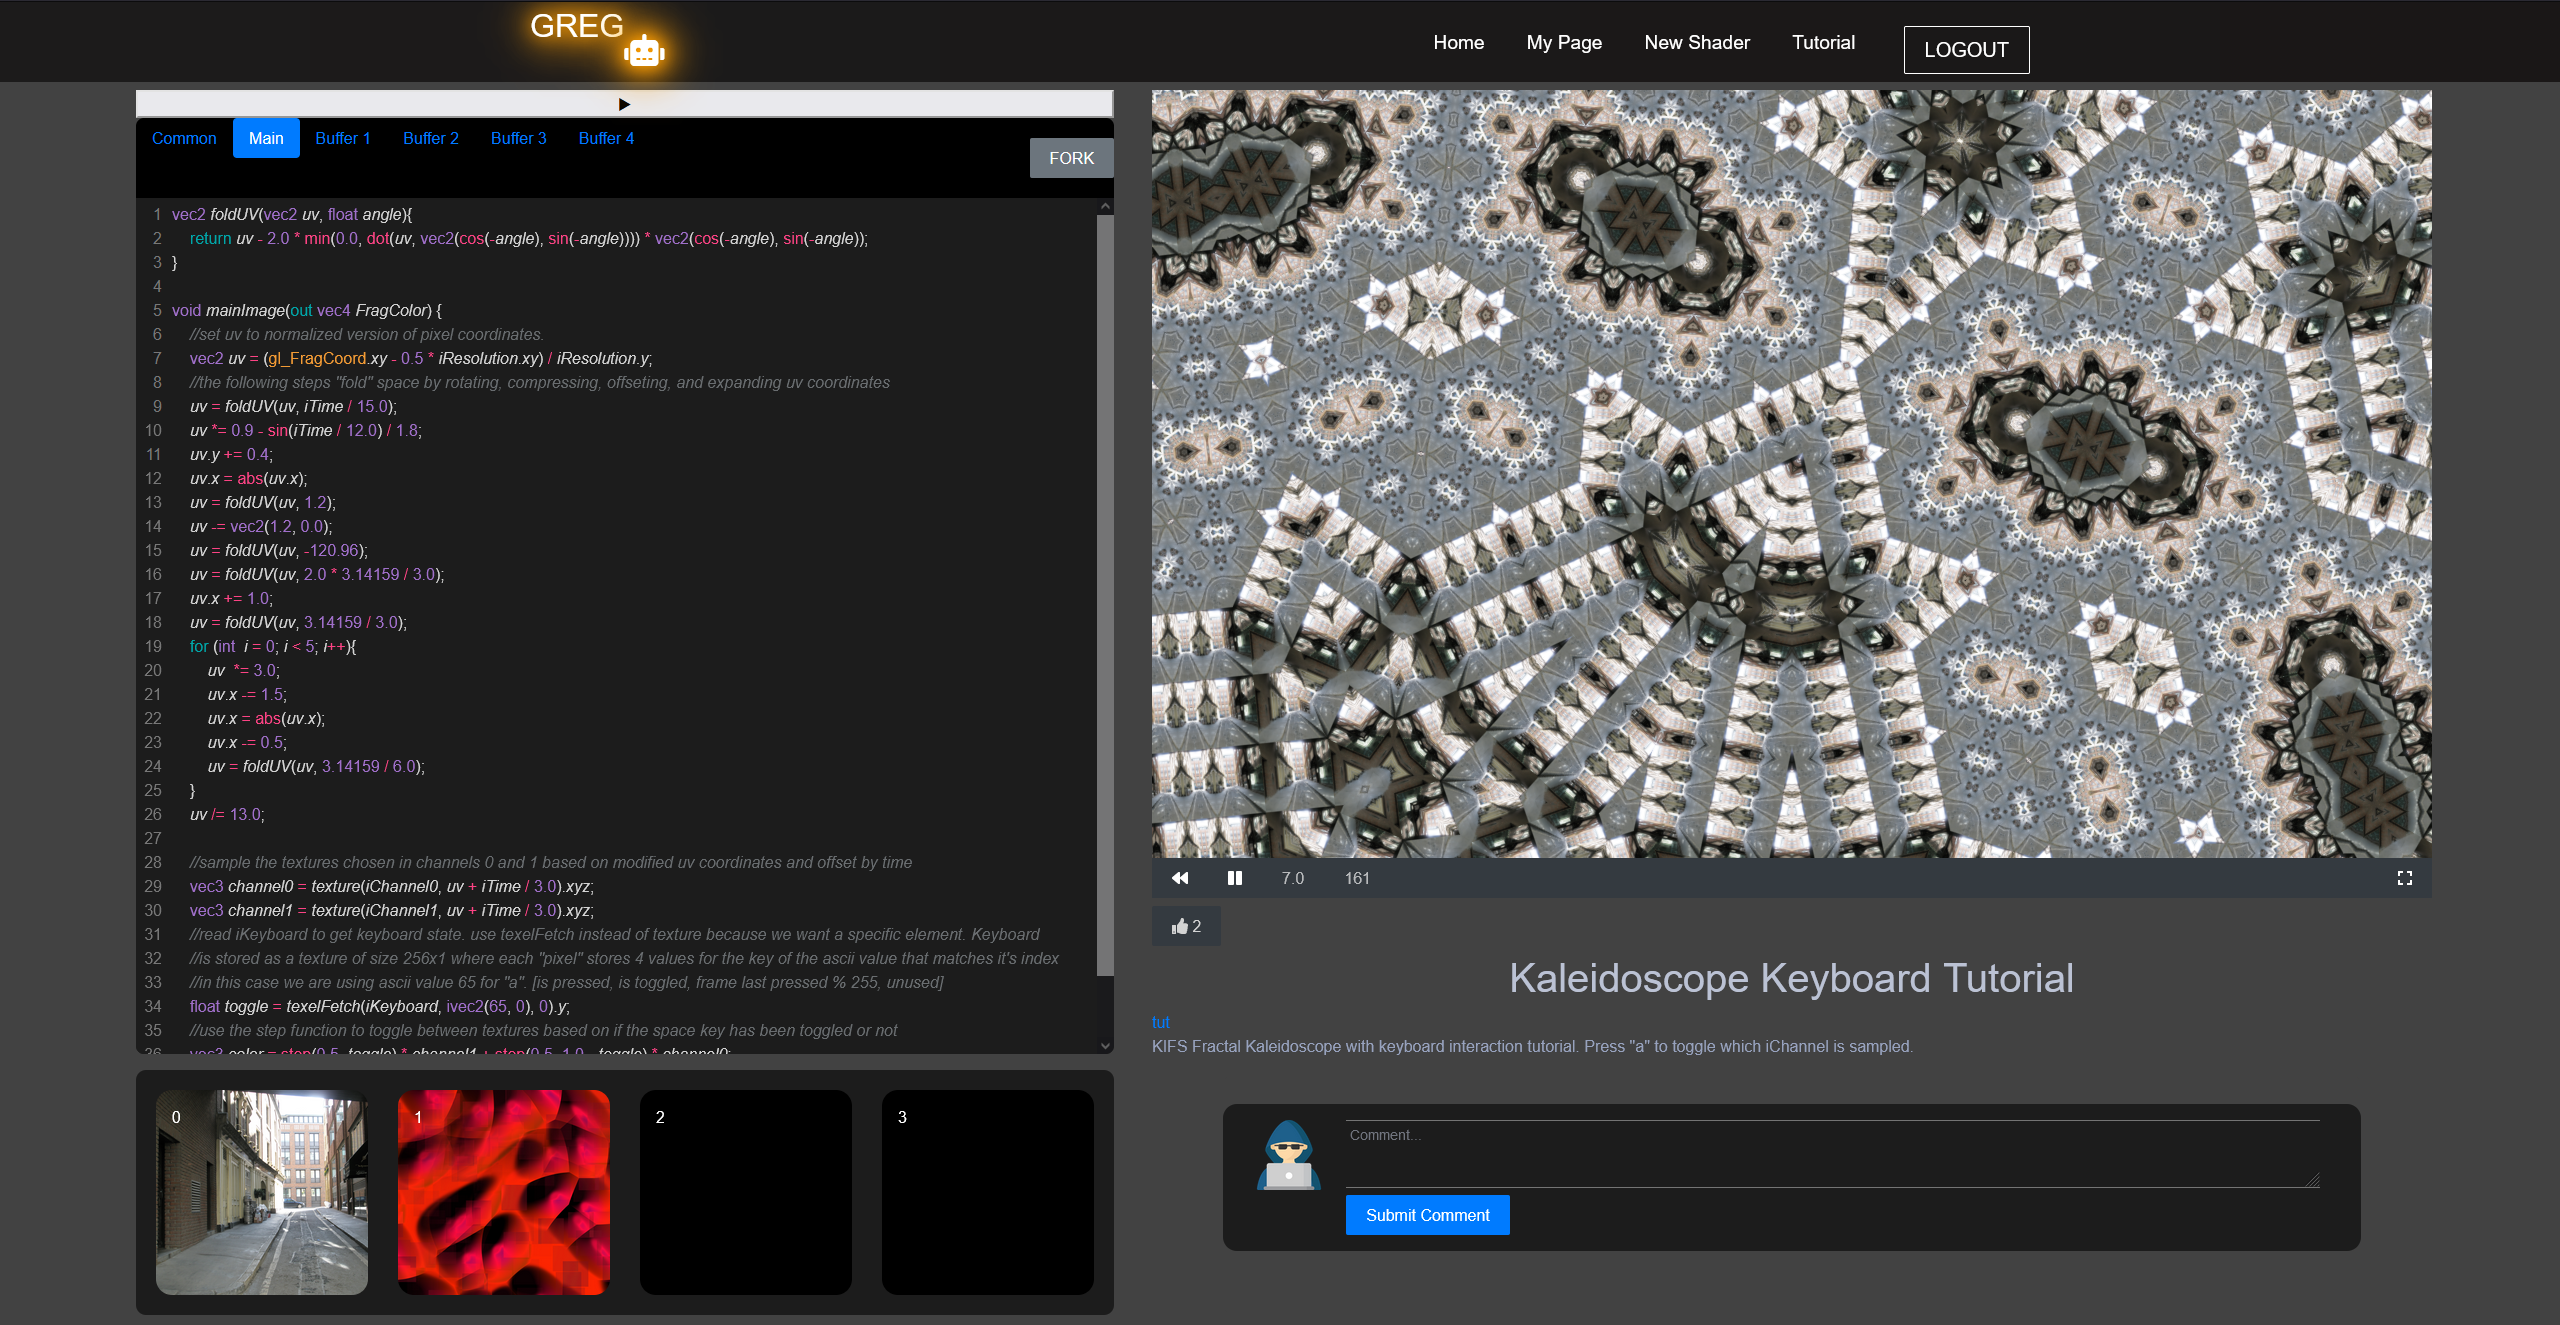 GREG
Home My Page New Shader Tutorial LOGOUT
Common Main Buffer 1 Buffer 2 Buffer 3 Buffer 4
FORK
1 vec2 foldUV(vec2 uv, float angle){
2 return uv - 2.0 * min(0.0, dot(uv, vec2(cos(-angle), sin(-angle)))) * vec2(cos(-angle), sin(-angle));
3 }
4
5 void mainImage(out vec4 FragColor) {
6 //set uv to normalized version of pixel coordinates.
7 vec2 uv = (gl_FragCoord.xy - 0.5 * iResolution.xy) / iResolution.y;
8 //the following steps "fold" space by rotating, compressing, offseting, and expanding uv coordinates
9 uv = foldUV(uv, iTime / 15.0);
10 uv *= 0.9 - sin(iTime / 12.0) / 1.8;
11 uv.y += 0.4;
12 uv.x = abs(uv.x);
13 uv = foldUV(uv, 1.2);
14 uv -= vec2(1.2, 0.0);
15 uv = foldUV(uv, -120.96);
16 uv = foldUV(uv, 2.0 * 3.14159 / 3.0);
17 uv.x += 1.0;
18 uv = foldUV(uv, 3.14159 / 3.0);
19 for (int i = 0; i < 5; i++){
20 uv *= 3.0;
21 uv.x -= 1.5;
22 uv.x = abs(uv.x);
23 uv.x -= 0.5;
24 uv = foldUV(uv, 3.14159 / 6.0);
25 }
26 uv /= 13.0;
27
28 //sample the textures chosen in channels 0 and 1 based on modified uv coordinates and offset by time
29 vec3 channel0 = texture(iChannel0, uv + iTime / 3.0).xyz;
30 vec3 channel1 = texture(iChannel1, uv + iTime / 3.0).xyz;
31 //read iKeyboard to get keyboard state. use texelFetch instead of texture because we want a specific element. Keyboard
32 //is stored as a texture of size 256x1 where each "pixel" stores 4 values for the key of the ascii value that matches it's index
33 //in this case we are using ascii value 65 for "a". [is pressed, is toggled, frame last pressed % 255, unused]
34 float toggle = texelFetch(iKeyboard, ivec2(65, 0), 0).y;
35 //use the step function to toggle between textures based on if the space key has been toggled or not
36 vec3 color = step(0.5, toggle) * channel1 + step(0.5, 1.0 - toggle) * channel0;
0 1 2 3
7.0 161
2
Kaleidoscope Keyboard Tutorial
tut
KIFS Fractal Kaleidoscope with keyboard interaction tutorial. Press "a" to toggle which iChannel is sampled.
Comment...
Submit Comment